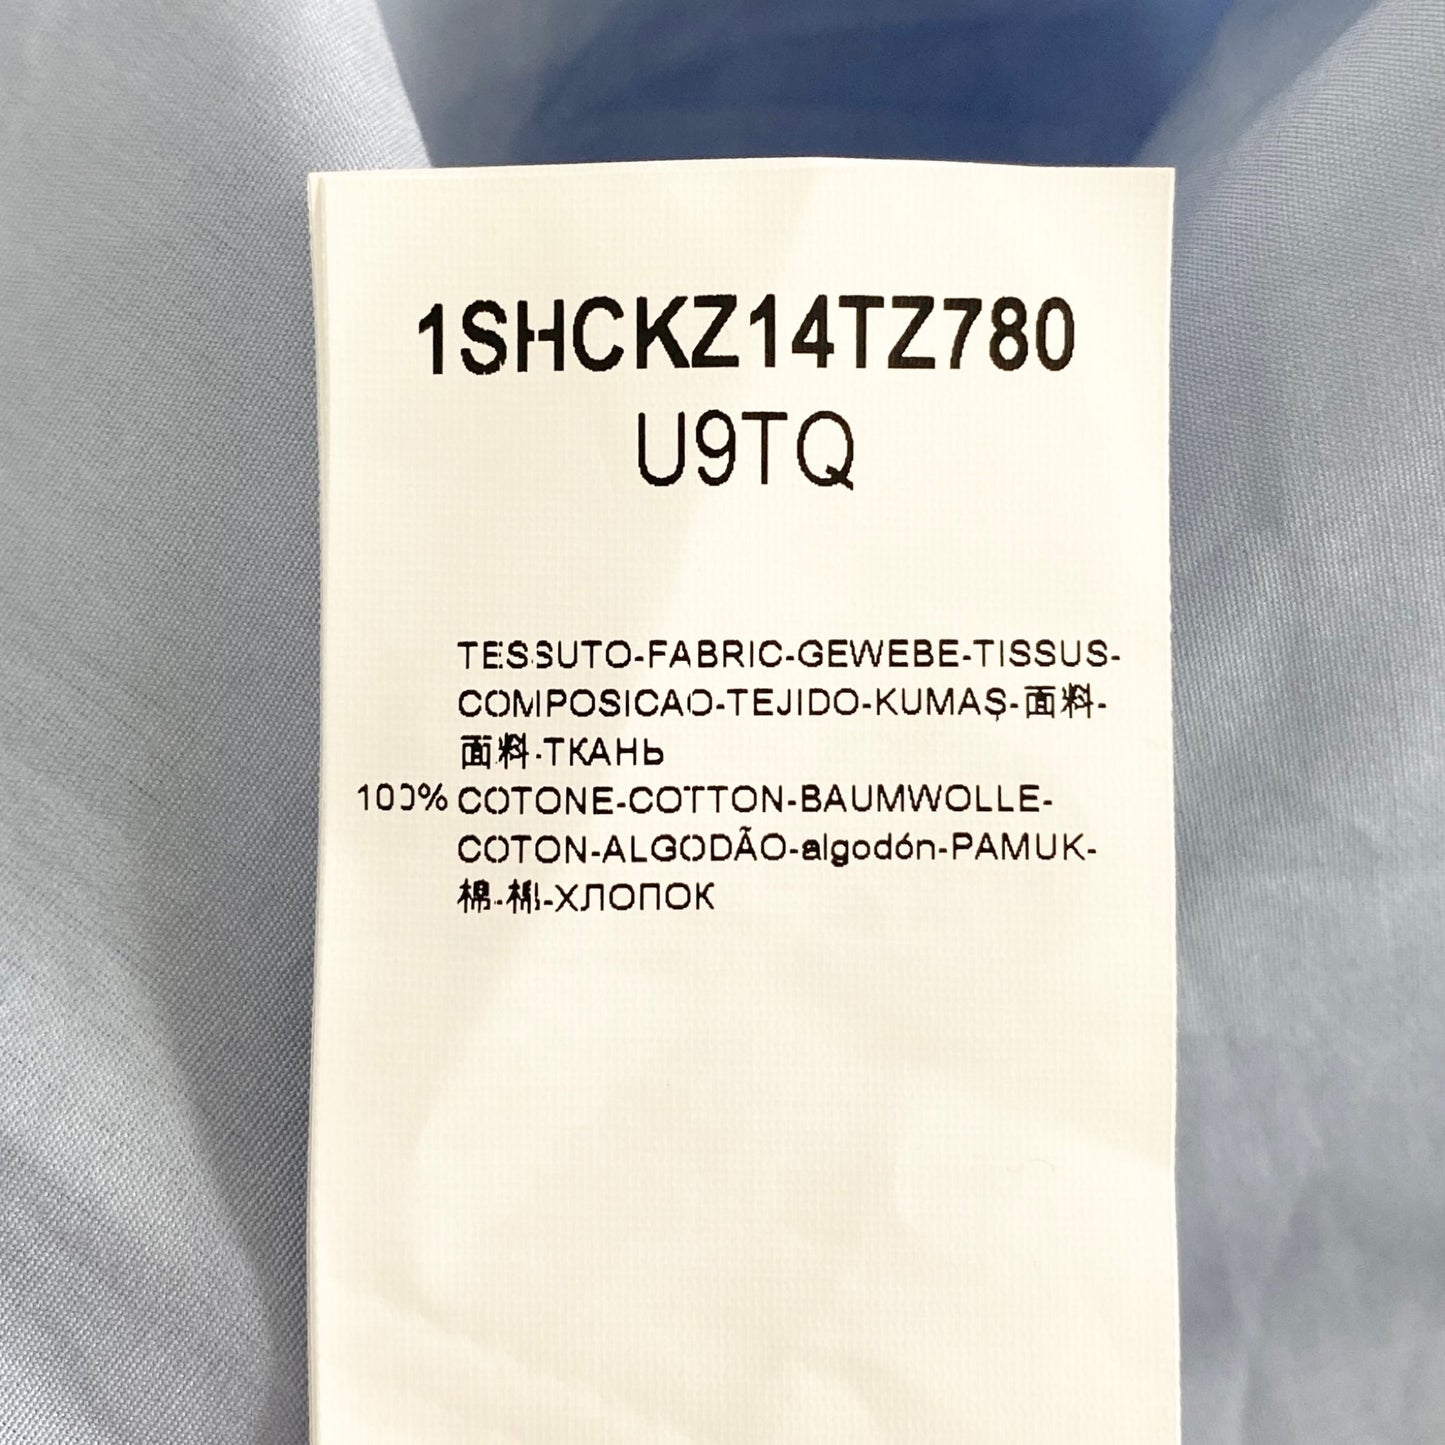 1SHCKZ14TZ780
U9TQ
TESSUTO-FABRIC-GEWEBE-TISSUS-
COMPOSICAO-TEJIDO-KUMAŞ-面料-
面料-ТКАНЬ
100% COTONE-COTTON-BAUMWOLLE-
COTON-ALGODÃO-algodón-PAMUK-
棉-棉-ХЛОПОК